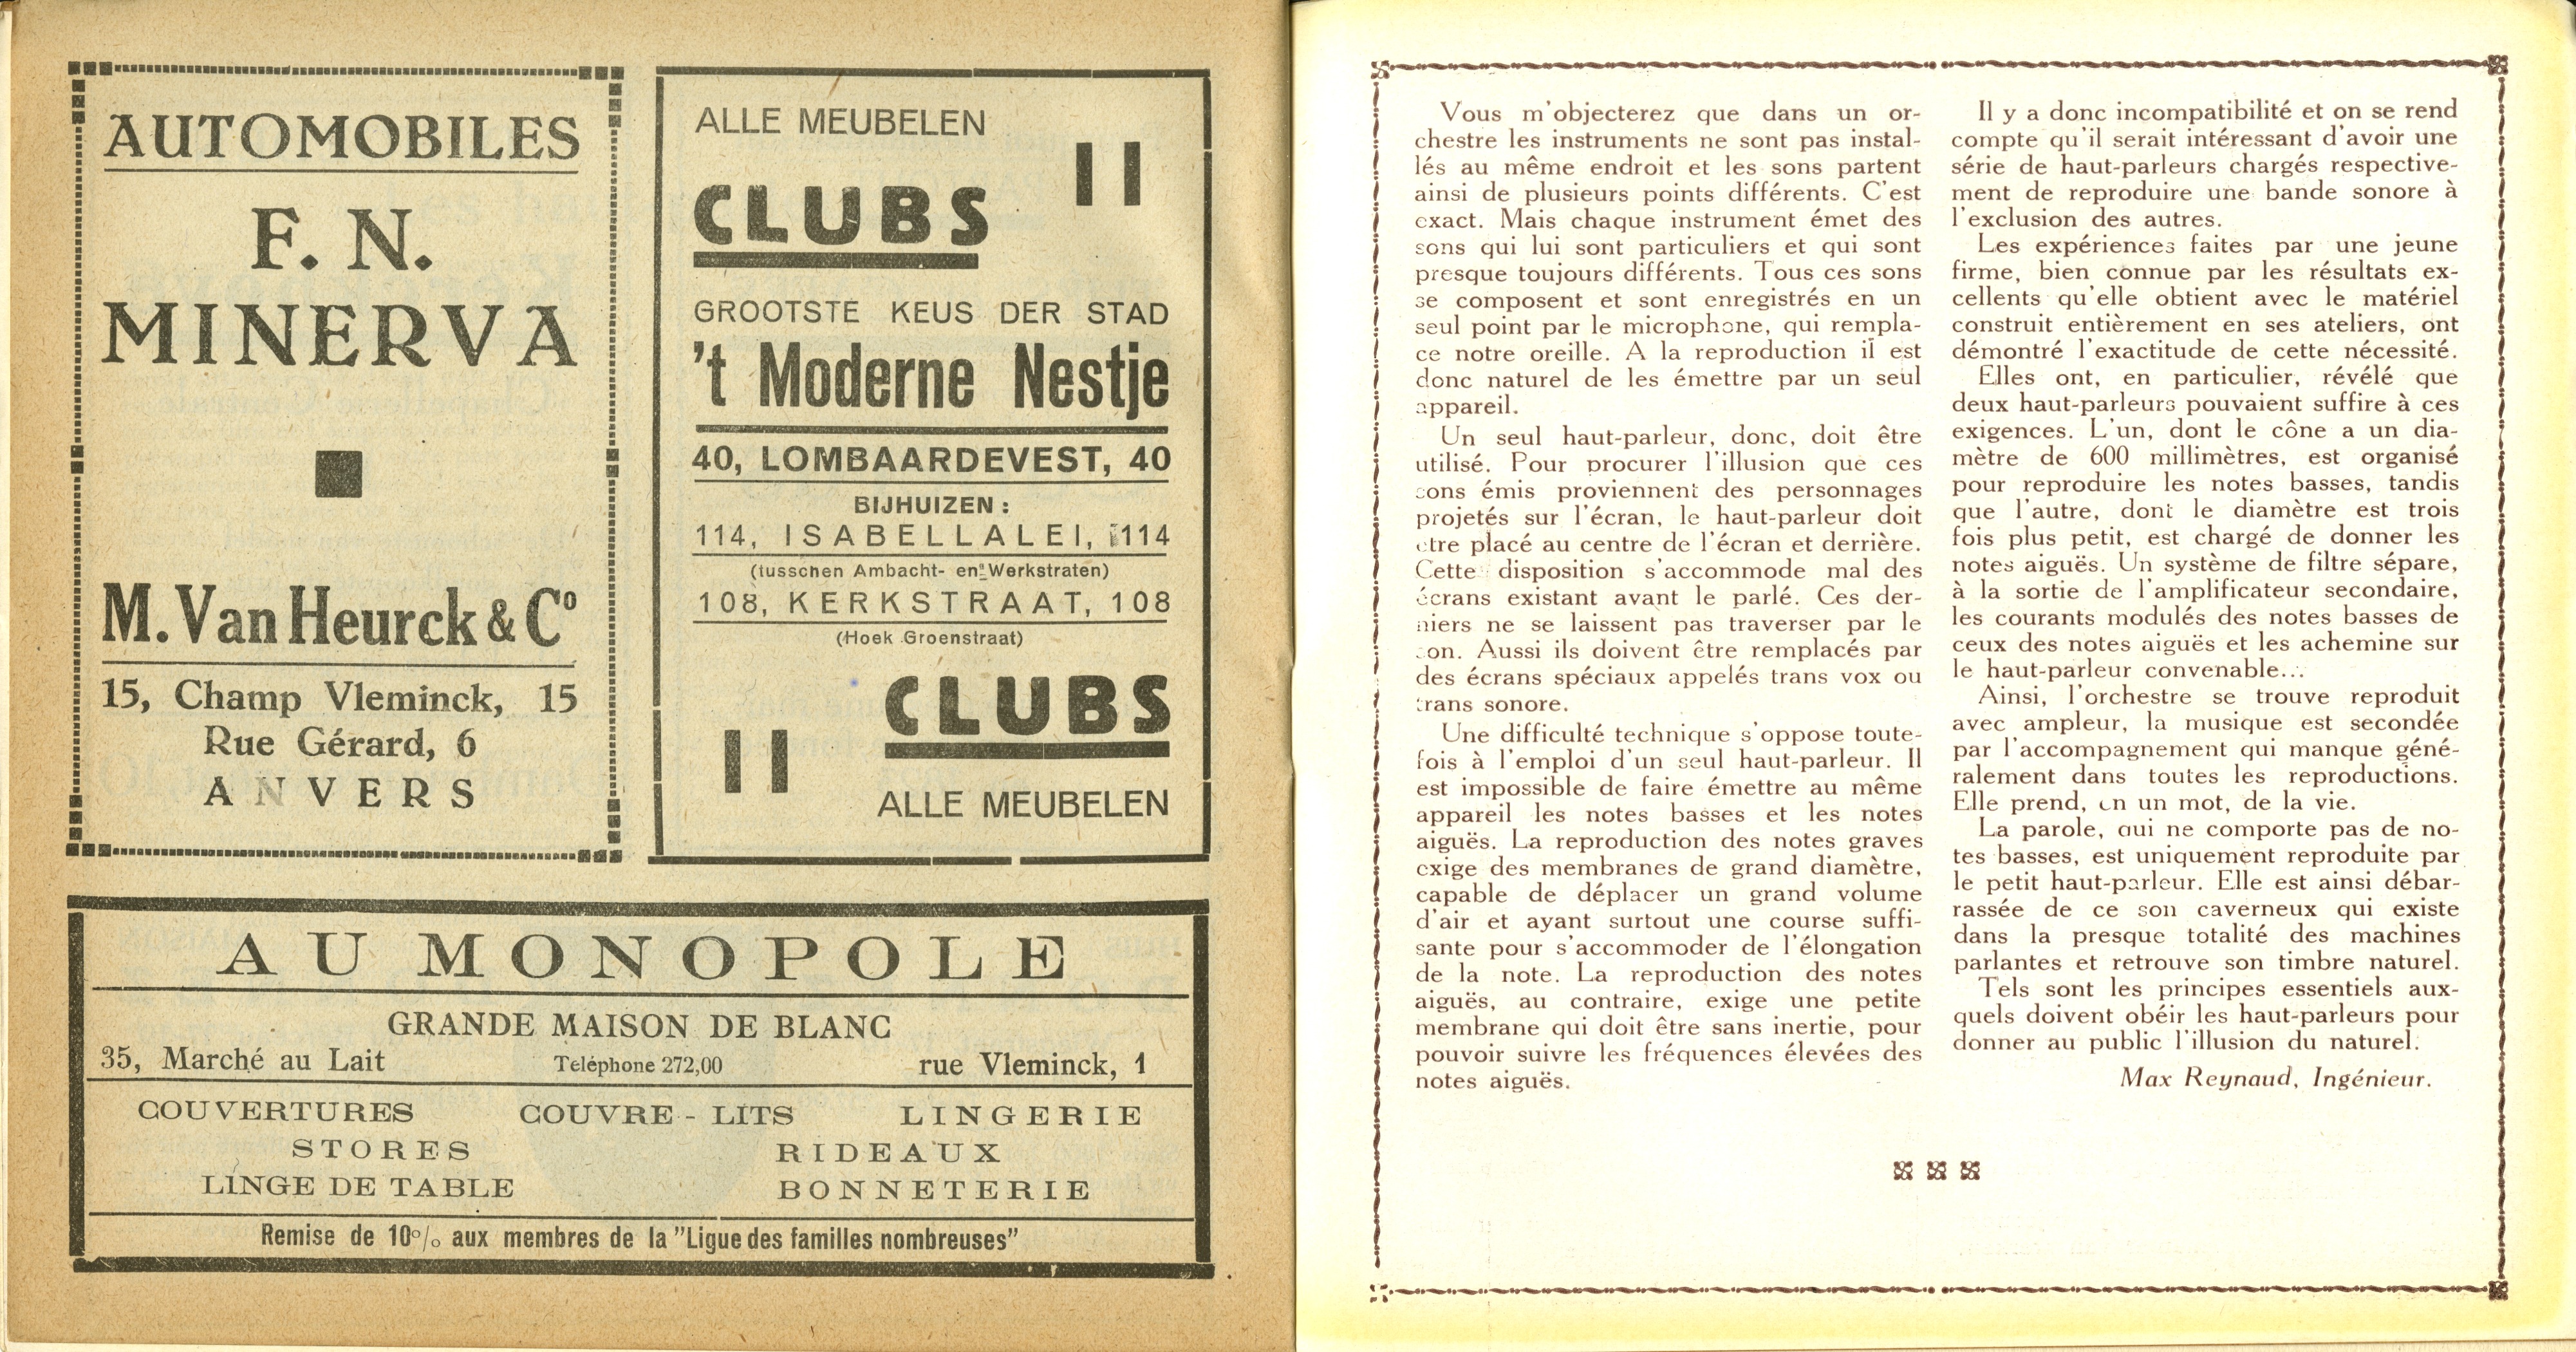 AUTOMOBILES
F. N.
MINERVA
M. Van Heurck & Cº
15, Champ Vleminck, 15
Rue Gérard, 6
ANVERS
ALLE MEUBELEN
CLUBS
GROOTSTE KEUS DER STAD
't Moderne Nestje
40, LOMBAARDEVEST, 40
BIJHUIZEN :
114, ISABELLALEI, 114
(tusschen Ambacht- en Werkstraten)
108, KERKSTRAAT, 108
(Hoek Groenstraat)
CLUBS
ALLE MEUBELEN
AU MONOPOLE
GRANDE MAISON DE BLANC
35, Marché au Lait Teléphone 272,00 rue Vleminck, 1
COUVERTURES COUVRE - LITS LINGERIE
STORES RIDEAUX
LINGE DE TABLE BONNETERIE
Remise de 10% aux membres de la "Ligue des familles nombreuses"
Vous m'objecterez que dans un or-
chestre les instruments ne sont pas instal-
lés au même endroit et les sons partent
ainsi de plusieurs points différents. C'est
exact. Mais chaque instrument émet des
sons qui lui sont particuliers et qui sont
presque toujours différents. Tous ces sons
se composent et sont enregistrés en un
seul point par le microphone, qui rempla-
ce notre oreille. A la reproduction il est
donc naturel de les émettre par un seul
appareil.
Un seul haut-parleur, donc, doit être
utilisé. Pour procurer l'illusion que ces
sons émis proviennent des personnages
projetés sur l'écran, le haut-parleur doit
être placé au centre de l'écran et derrière.
Cette disposition s'accommode mal des
écrans existant avant le parlé. Ces der-
niers ne se laissent pas traverser par le
son. Aussi ils doivent être remplacés par
des écrans spéciaux appelés trans vox ou
trans sonore.
Une difficulté technique s'oppose toute-
fois à l'emploi d'un seul haut-parleur. Il
est impossible de faire émettre au même
appareil les notes basses et les notes
aiguës. La reproduction des notes graves
exige des membranes de grand diamètre,
capable de déplacer un grand volume
d'air et ayant surtout une course suffi-
sante pour s'accommoder de l'élongation
de la note. La reproduction des notes
aiguës, au contraire, exige une petite
membrane qui doit être sans inertie, pour
pouvoir suivre les fréquences élevées des
notes aiguës.
Il y a donc incompatibilité et on se rend
compte qu'il serait intéressant d'avoir une
série de haut-parleurs chargés respective-
ment de reproduire une bande sonore à
l'exclusion des autres.
Les expériences faites par une jeune
firme, bien connue par les résultats ex-
cellents qu'elle obtient avec le matériel
construit entièrement en ses ateliers, ont
démontré l'exactitude de cette nécessité.
Elles ont, en particulier, révélé que
deux haut-parleurs pouvaient suffire à ces
exigences. L'un, dont le cône a un dia-
mètre de 600 millimètres, est organisé
pour reproduire les notes basses, tandis
que l'autre, dont le diamètre est trois
fois plus petit, est chargé de donner les
notes aiguës. Un système de filtre sépare,
à la sortie de l'amplificateur secondaire,
les courants modulés des notes basses de
ceux des notes aiguës et les achemine sur
le haut-parleur convenable...
Ainsi, l'orchestre se trouve reproduit
avec ampleur, la musique est secondée
par l'accompagnement qui manque géné-
ralement dans toutes les reproductions.
Elle prend, en un mot, de la vie.
La parole, qui ne comporte pas de no-
tes basses, est uniquement reproduite par
le petit haut-parleur. Elle est ainsi débar-
rassée de ce son caverneux qui existe
dans la presque totalité des machines
parlantes et retrouve son timbre naturel.
Tels sont les principes essentiels aux-
quels doivent obéir les haut-parleurs pour
donner au public l'illusion du naturel.
Max Reynaud, Ingénieur.